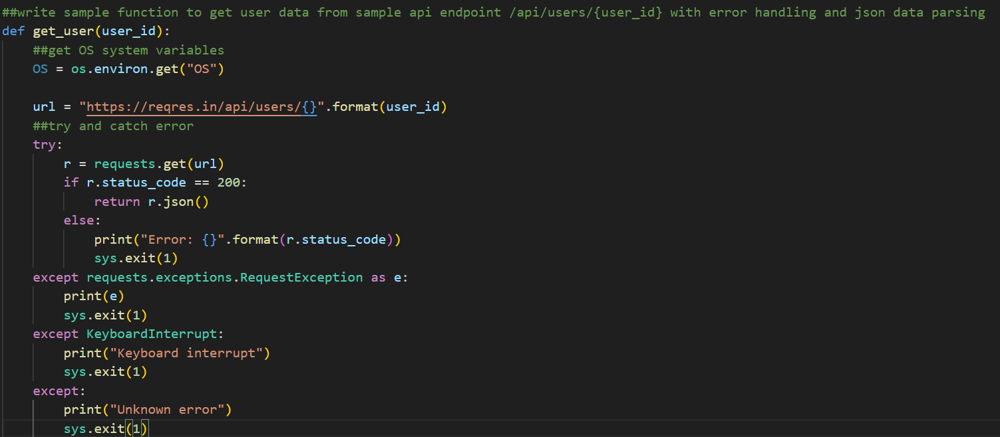 ##write sample function to get user data from sample api endpoint /api/users/{user_id} with error handling and json data parsing
def get_user(user_id):
    ##get OS system variables
    OS = os.environ.get("OS")

    url = "https://reqres.in/api/users/{}".format(user_id)
    ##try and catch error
    try:
        r = requests.get(url)
        if r.status_code == 200:
            return r.json()
        else:
            print("Error: {}".format(r.status_code))
            sys.exit(1)
    except requests.exceptions.RequestException as e:
        print(e)
        sys.exit(1)
    except KeyboardInterrupt:
        print("Keyboard interrupt")
        sys.exit(1)
    except:
        print("Unknown error")
        sys.exit(1)